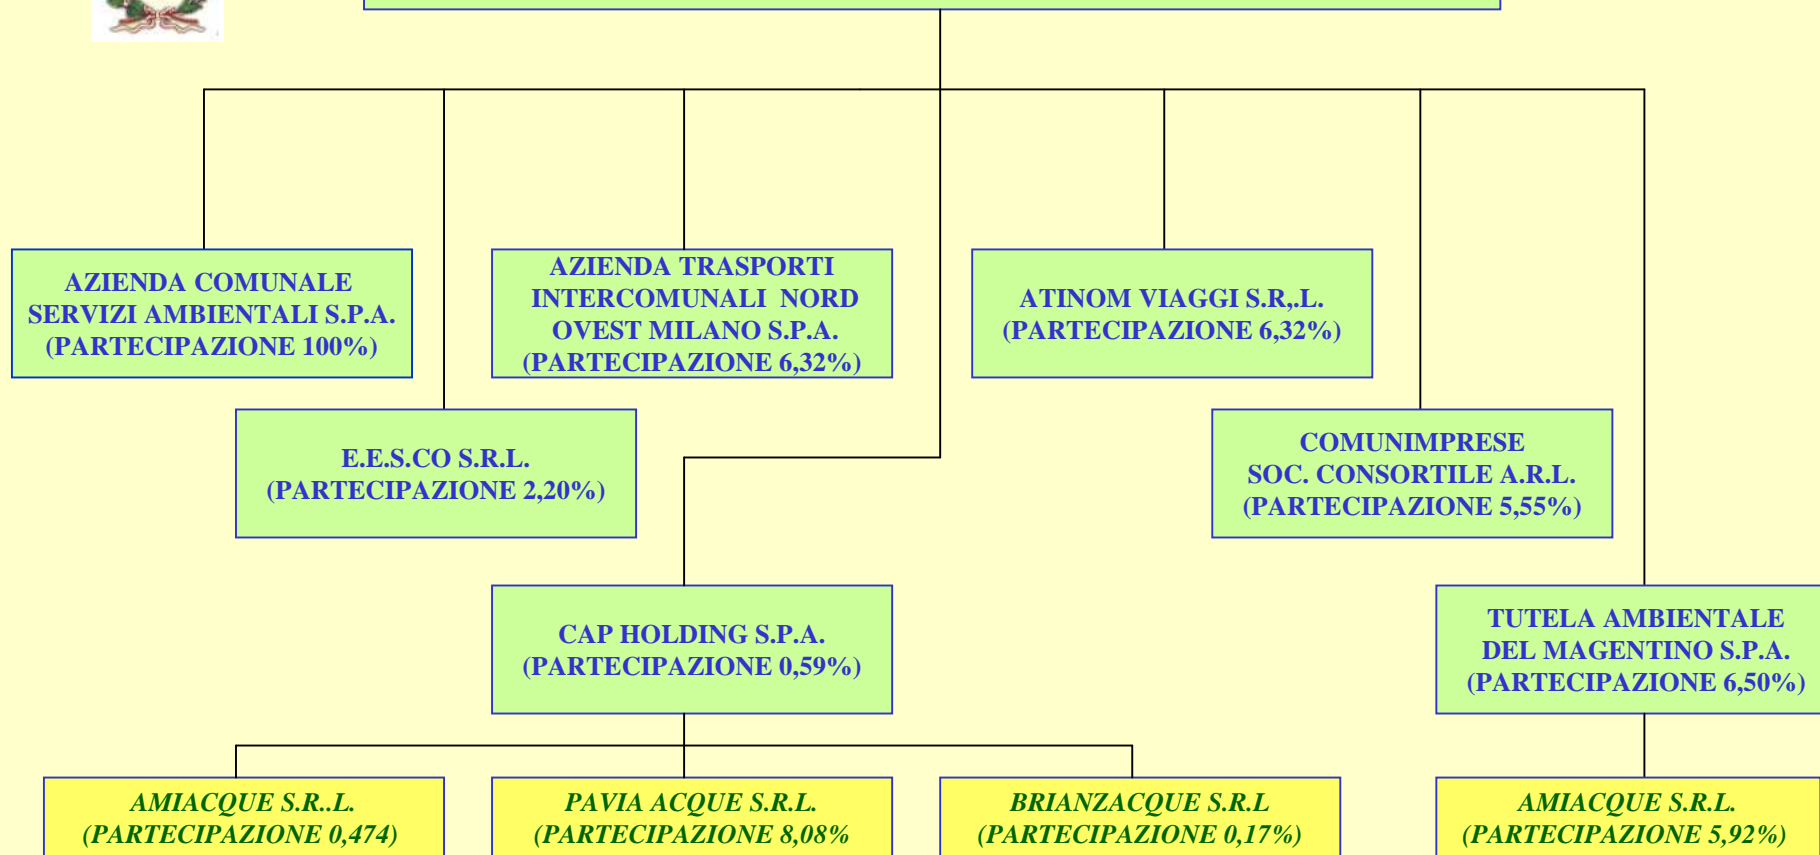 AZIENDA COMUNALE
SERVIZI AMBIENTALI S.P.A.
(PARTECIPAZIONE 100%)
AZIENDA TRASPORTI
INTERCOMUNALI  NORD
OVEST MILANO S.P.A.
(PARTECIPAZIONE 6,32%)
ATINOM VIAGGI S.R,.L.
(PARTECIPAZIONE 6,32%)
E.E.S.CO S.R.L.
(PARTECIPAZIONE 2,20%)
COMUNIMPRESE
SOC. CONSORTILE A.R.L.
(PARTECIPAZIONE 5,55%)
CAP HOLDING S.P.A.
(PARTECIPAZIONE 0,59%)
TUTELA AMBIENTALE
DEL MAGENTINO S.P.A.
(PARTECIPAZIONE 6,50%)
AMIACQUE S.R..L.
(PARTECIPAZIONE 0,474)
PAVIA ACQUE S.R.L.
(PARTECIPAZIONE 8,08%
BRIANZACQUE S.R.L
(PARTECIPAZIONE 0,17%)
AMIACQUE S.R.L.
(PARTECIPAZIONE 5,92%)